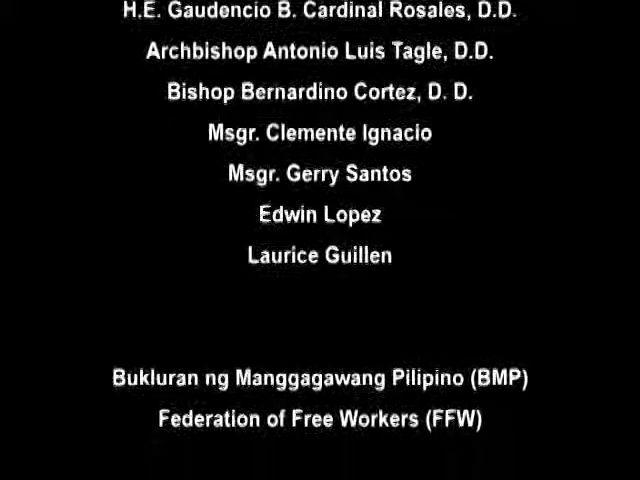 H.E. Gaudencio B. Cardinal Rosales, D.D.
Archbishop Antonio Luis Tagle, D.D.
Bishop Bernardino Cortez, D. D.
Msgr. Clemente Ignacio
Msgr. Gerry Santos
Edwin Lopez
Laurice Guillen
Bukluran ng Manggagawang Pilipino (BMP)
Federation of Free Workers (FFW)